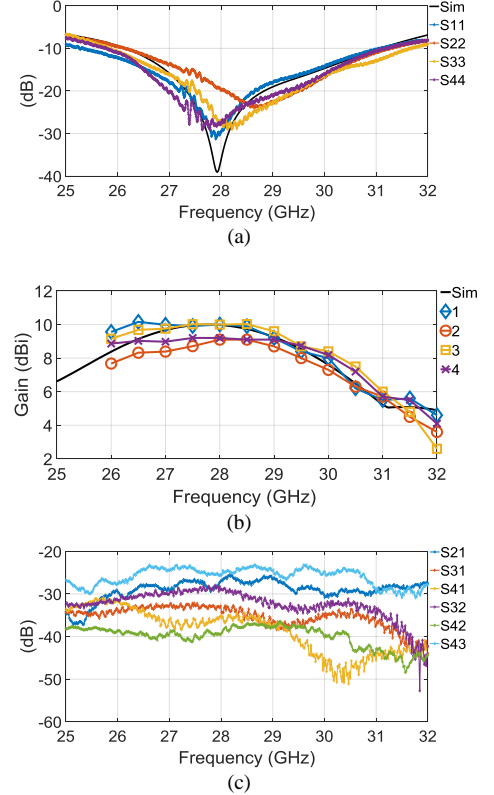 0
-10
-20
-30
-40
(dB)
25 26 27 28 29 30 31 32
Frequency (GHz)
Sim
S11
S22
S33
S44
(a)
12
10
8
6
4
2
Gain (dBi)
25 26 27 28 29 30 31 32
Frequency (GHz)
Sim
1
2
3
4
(b)
-20
-30
-40
-50
-60
(dB)
25 26 27 28 29 30 31 32
Frequency (GHz)
S21
S31
S41
S32
S42
S43
(c)